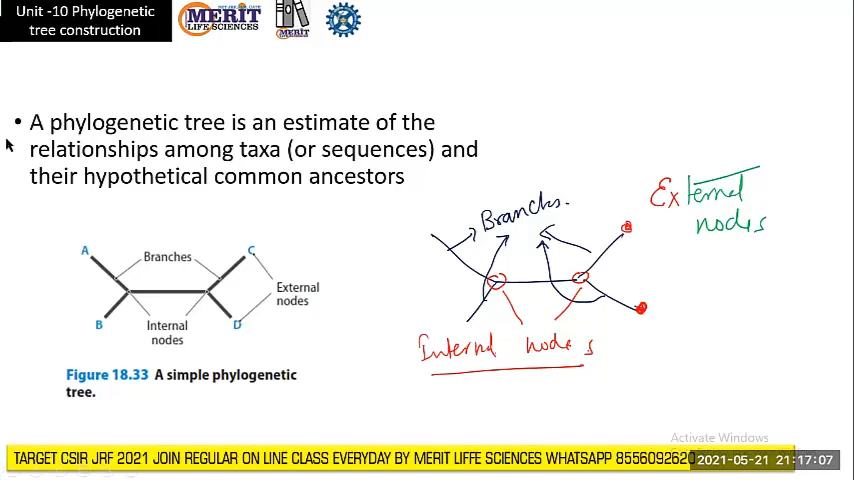 Unit -10 Phylogenetic
tree construction
MERIT
LIFE SCIENCES
MERIT
• A phylogenetic tree is an estimate of the
relationships among taxa (or sequences) and
their hypothetical common ancestors
A
Branches
C
External
nodes
B
Internal
nodes
D
Figure 18.33 A simple phylogenetic
tree.
Branches.
External
nodes
Internal nodes
Activate Windows
TARGET CSIR JRF 2021 JOIN REGULAR ON LINE CLASS EVERYDAY BY MERIT LIFFE SCIENCES WHATSAPP 8556092620
2021-05-21 21:17:07